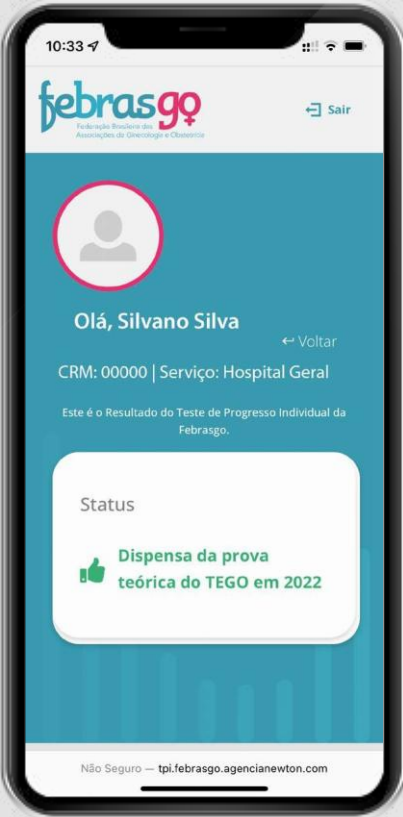 10:33
febrasgo
Federação Brasileira das
Associações de Ginecologia e Obstetrícia
Sair
Olá, Silvano Silva
Voltar
CRM: 00000 | Serviço: Hospital Geral
Este é o Resultado do Teste de Progresso Individual da
Febrasgo.
Status
Dispensa da prova
teórica do TEGO em 2022
Não Seguro — tpi.febrasgo.agencianewton.com